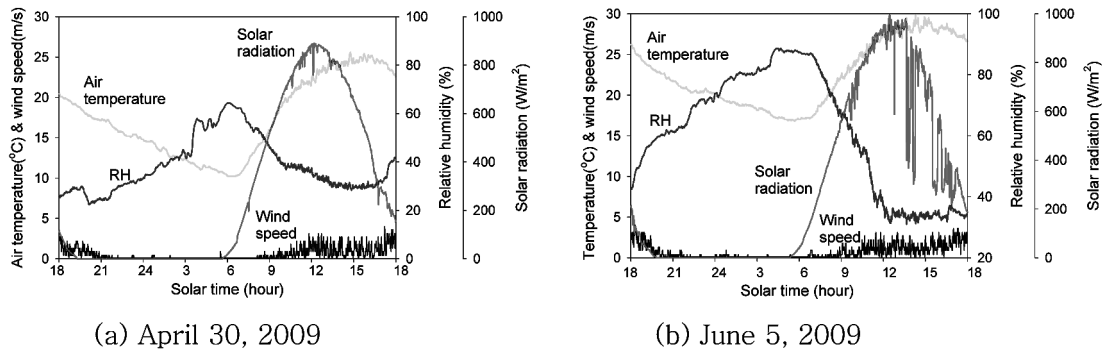 Air temperature(°C) & wind speed(m/s)
30
25
20
15
10
5
0
Solar radiation
Air temperature
RH
Wind speed
100
80
60
40
20
0
Relative humidity (%)
1000
800
600
400
200
0
Solar radiation (W/m²)
18 21 24 3 6 9 12 15 18
Solar time (hour)
(a) April 30, 2009
Temperature(°C) & wind speed(m/s)
30
25
20
15
10
5
0
Air temperature
RH
Solar radiation
Wind speed
100
80
60
40
20
Relative humidity (%)
1000
800
600
400
200
0
Solar radiation (W/m²)
18 21 24 3 6 9 12 15 18
Solar time (hour)
(b) June 5, 2009